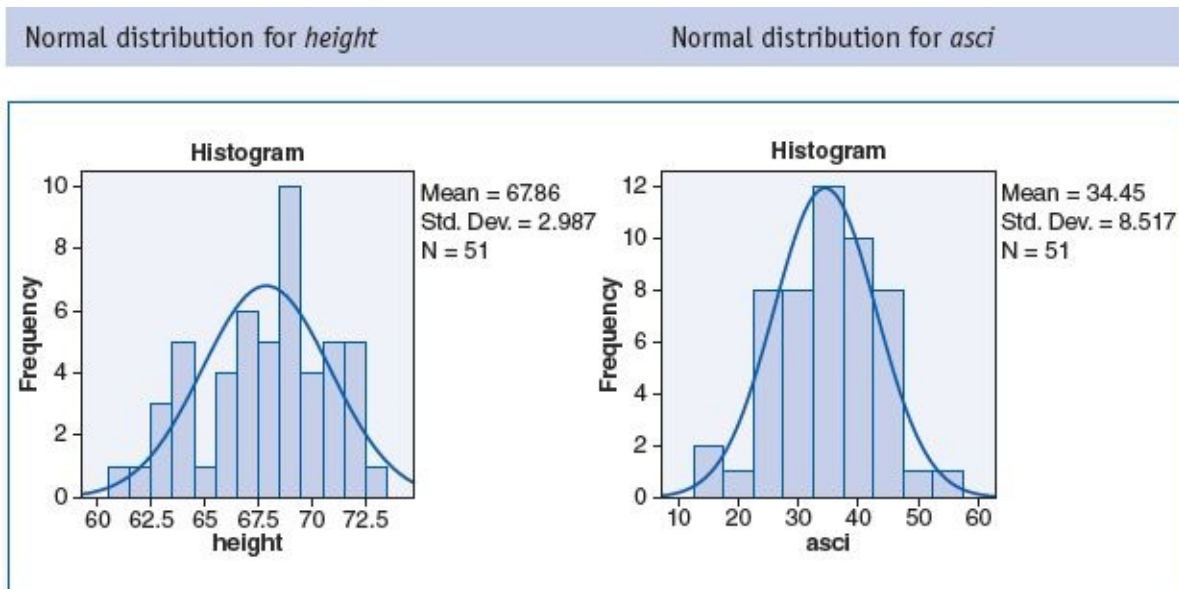 Normal distribution for height
Normal distribution for asci
Histogram
10
8
6
4
2
0
Frequency
60 62.5 65 67.5 70 72.5
height
Mean = 67.86
Std. Dev. = 2.987
N = 51
Histogram
12
10
8
6
4
2
0
Frequency
10 20 30 40 50 60
asci
Mean = 34.45
Std. Dev. = 8.517
N = 51